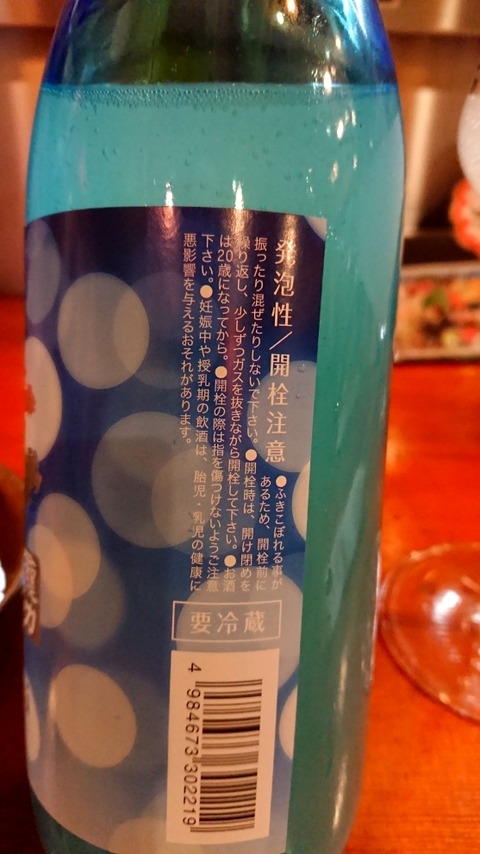 発泡性／開栓注意
●ふきこぼれる事が
あるため、開栓前に
振ったり混ぜたりしないで下さい。●開栓時は、開け閉めを
繰り返し、少しずつガスを抜きながら開栓して下さい。●お酒
は20歳になってから。●開栓の際は指を傷つけないようご注意
下さい。●妊娠中や授乳期の飲酒は、胎児・乳児の健康に
悪影響を与えるおそれがあります。
要冷蔵
4 984673 302219